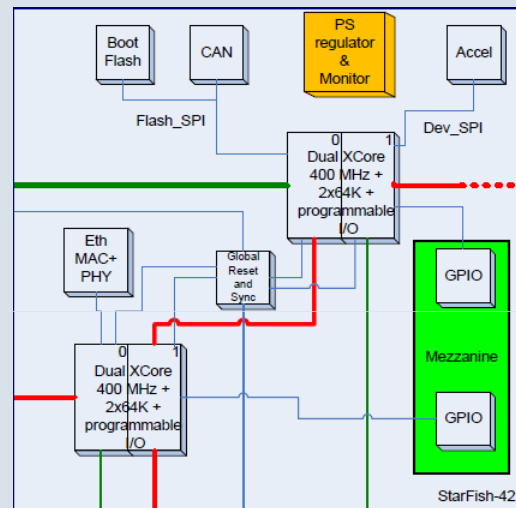 Boot
Flash
CAN
PS
regulator
&
Monitor
Accel
Flash_SPI
Dev_SPI
0 1
Dual XCore
400 MHz +
2x64K +
programmable
I/O
Eth
MAC+
PHY
Global
Reset
and
Sync
GPIO
Mezzanine
0 1
Dual XCore
400 MHz +
2x64K +
programmable
I/O
GPIO
StarFish-42